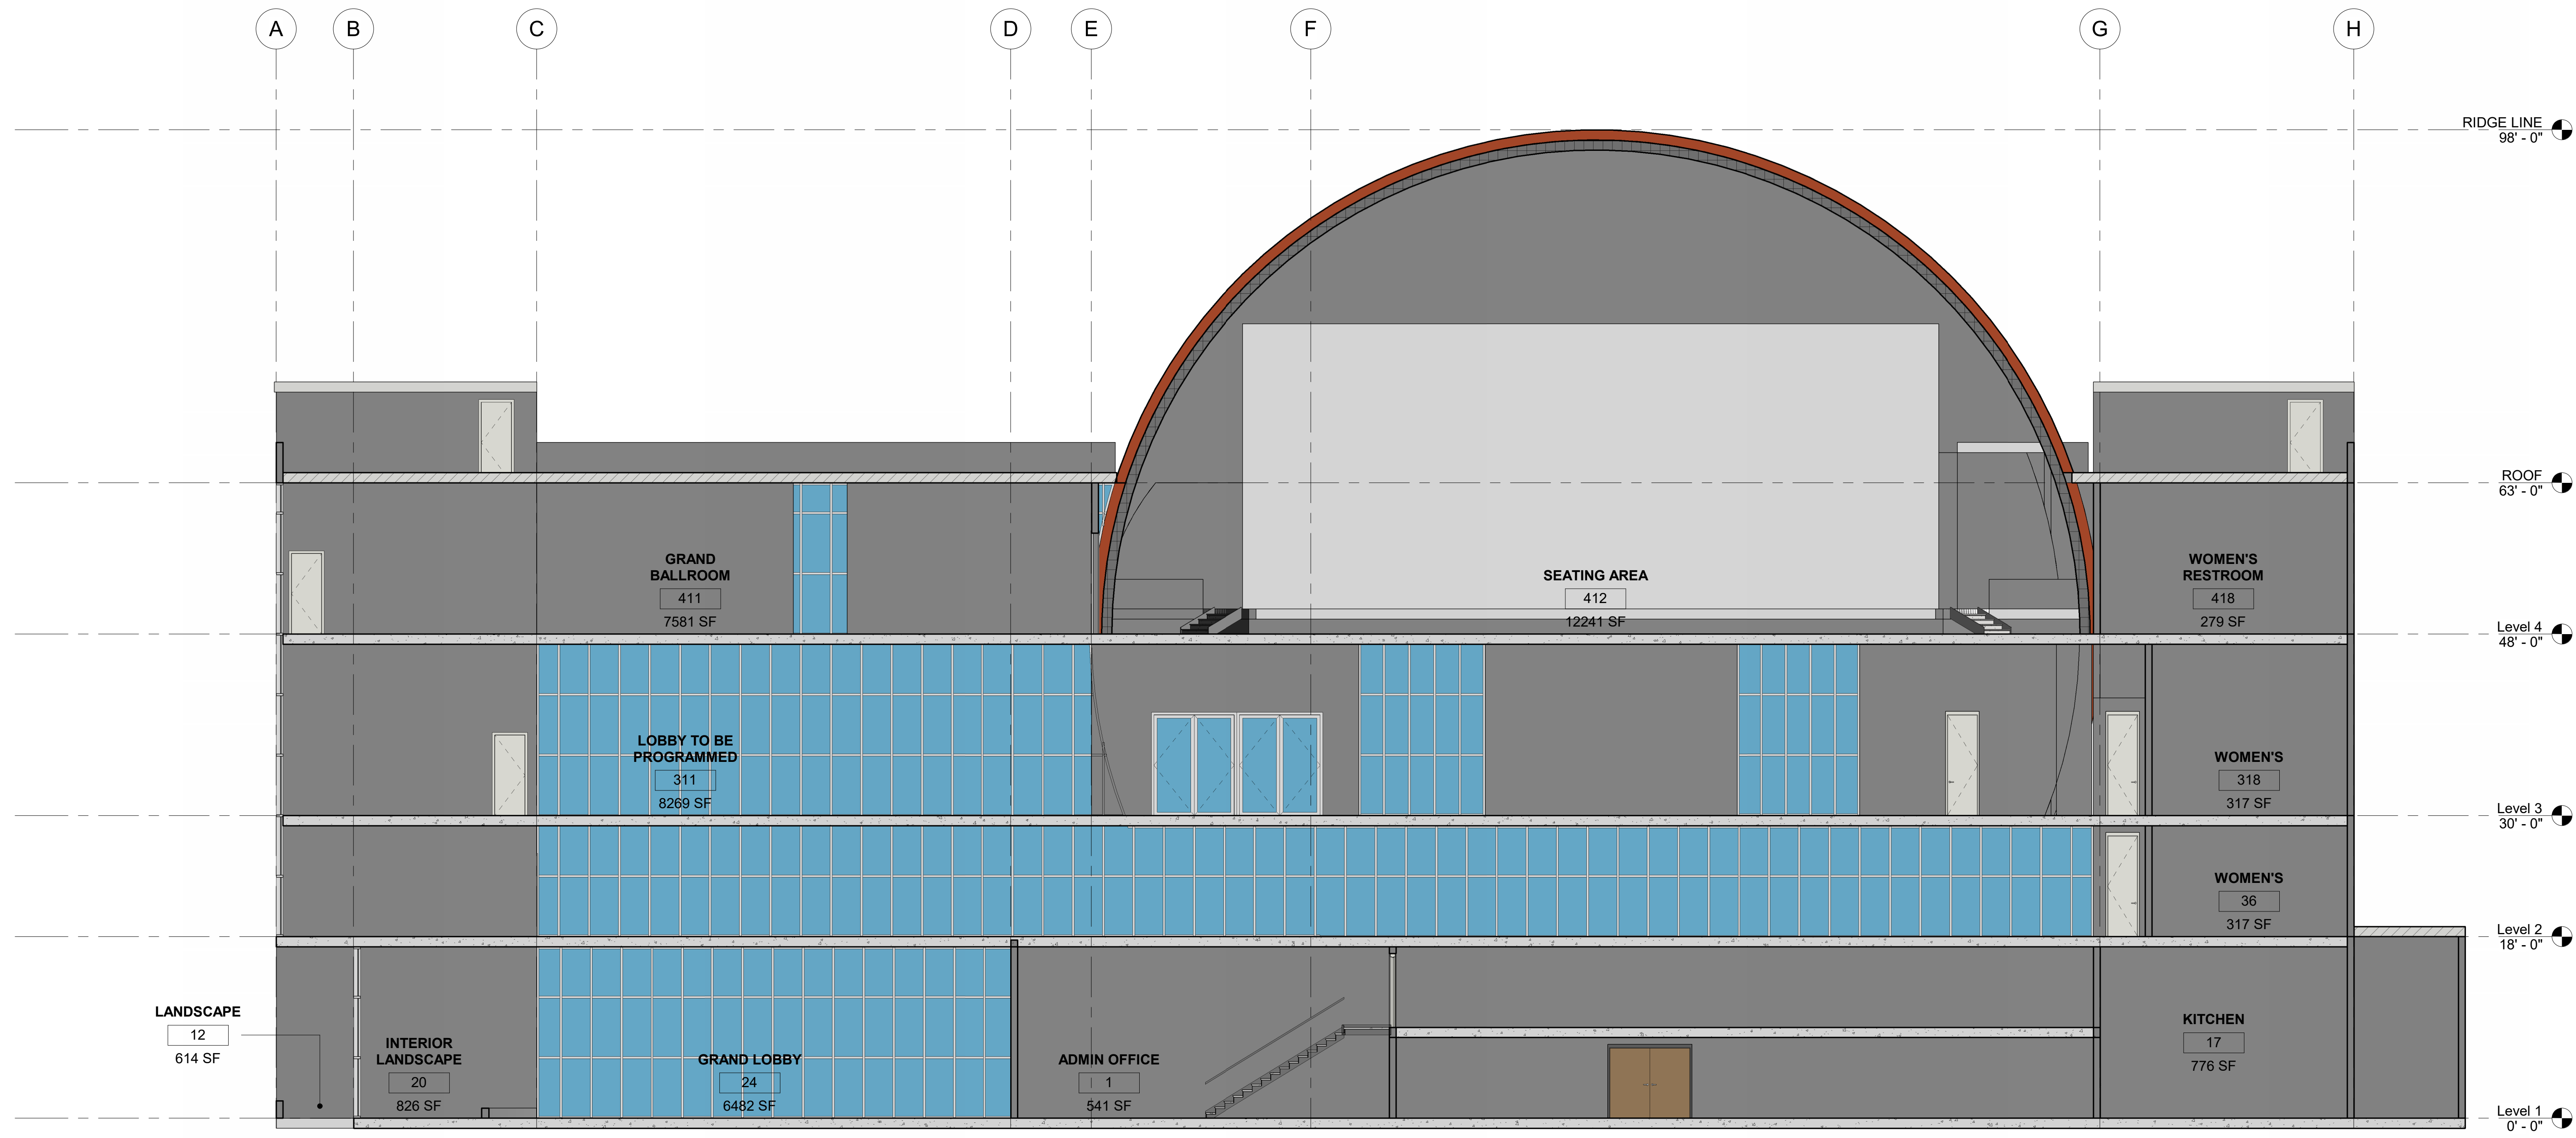 A
B
C
D
E
F
G
H
RIDGE LINE
98' - 0"
ROOF
63' - 0"
GRAND
BALLROOM
411
7581 SF
SEATING AREA
412
12241 SF
WOMEN'S
RESTROOM
418
279 SF
Level 4
48' - 0"
LOBBY TO BE
PROGRAMMED
311
8269 SF
WOMEN'S
318
317 SF
Level 3
30' - 0"
WOMEN'S
36
317 SF
Level 2
18' - 0"
LANDSCAPE
12
614 SF
INTERIOR
LANDSCAPE
20
826 SF
GRAND LOBBY
24
6482 SF
ADMIN OFFICE
1
541 SF
KITCHEN
17
776 SF
Level 1
0' - 0"